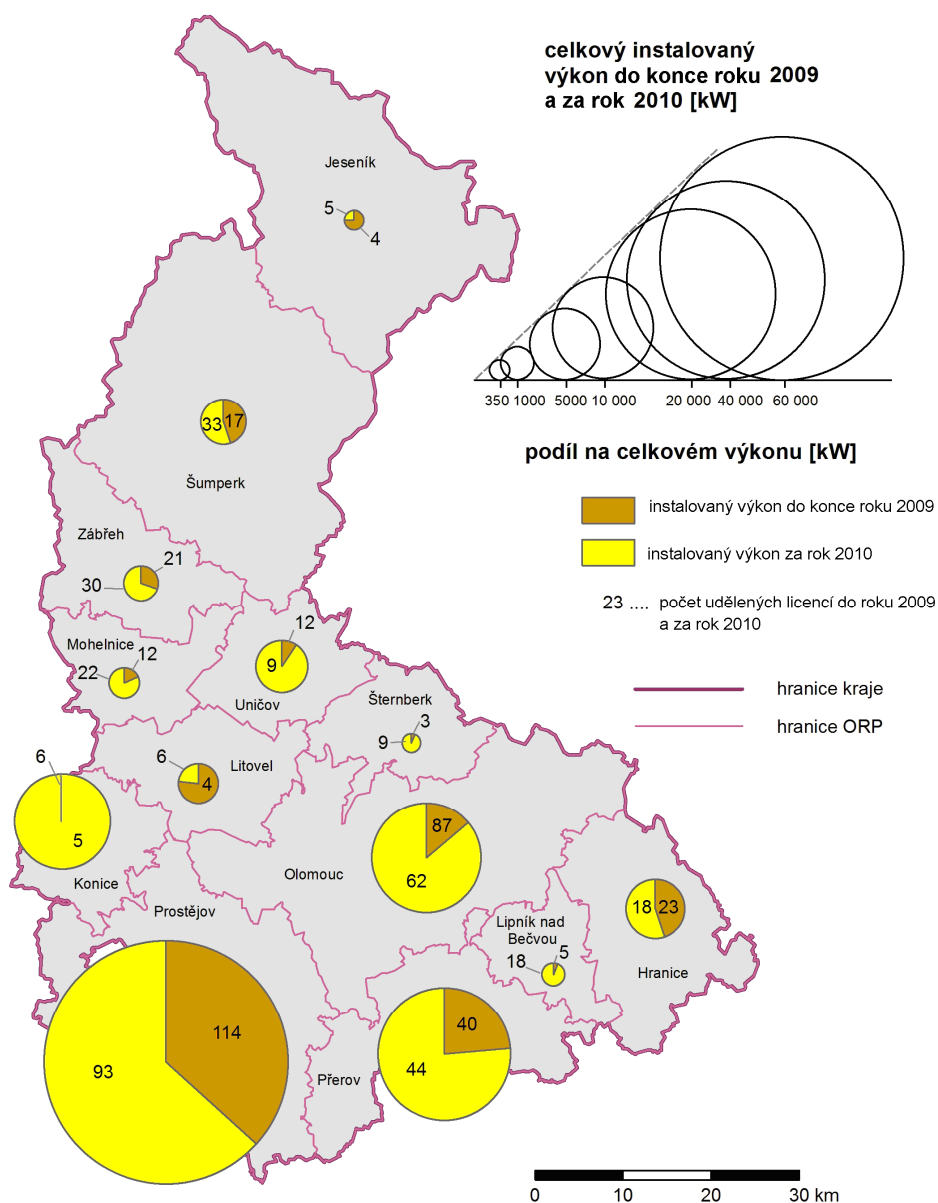 celkový instalovaný
výkon do konce roku 2009
a za rok 2010 [kW]
350 1000 5000 10 000 20 000 40 000 60 000
podíl na celkovém výkonu [kW]
instalovaný výkon do konce roku 2009
instalovaný výkon za rok 2010
23 .... počet udělených licencí do roku 2009
a za rok 2010
hranice kraje
hranice ORP
Jeseník
5
4
33 17
Šumperk
Zábřeh
21
30
Mohelnice
12
22
12
9
Uničov
Šternberk
3
9
6
Litovel
4
6
5
Konice
87
Olomouc
62
Prostějov
114
93
Lipník nad
Bečvou
5
18
18 23
Hranice
40
44
Přerov
0 10 20 30 km